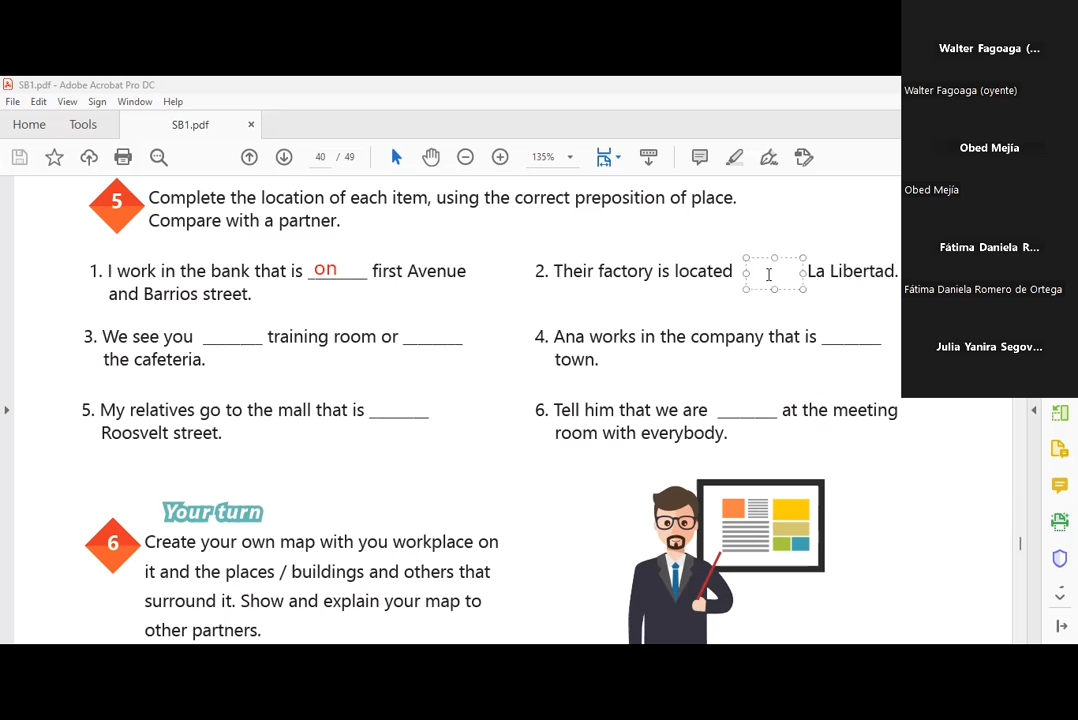 SB1.pdf - Adobe Acrobat Pro DC
File Edit View Sign Window Help
Home Tools SB1.pdf ×
40 / 49 135%
5 Complete the location of each item, using the correct preposition of place.
Compare with a partner.
1. I work in the bank that is on first Avenue
and Barrios street.
2. Their factory is located La Libertad.
3. We see you ________ training room or ________
the cafeteria.
4. Ana works in the company that is ________
town.
5. My relatives go to the mall that is ________
Roosvelt street.
6. Tell him that we are ________ at the meeting
room with everybody.
Your turn
6 Create your own map with you workplace on
it and the places / buildings and others that
surround it. Show and explain your map to
other partners.
Walter Fagoaga (...
Walter Fagoaga (oyente)
Obed Mejía
Obed Mejía
Fátima Daniela R...
Fátima Daniela Romero de Ortega
Julia Yanira Segov...